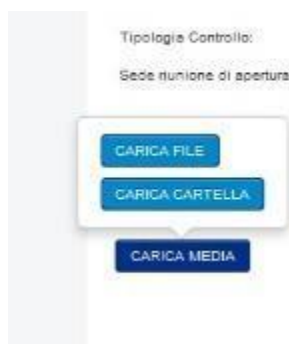 Tipologia Controllo:
Sede riunione di apertura
CARICA FILE
CARICA CARTELLA
CARICA MEDIA